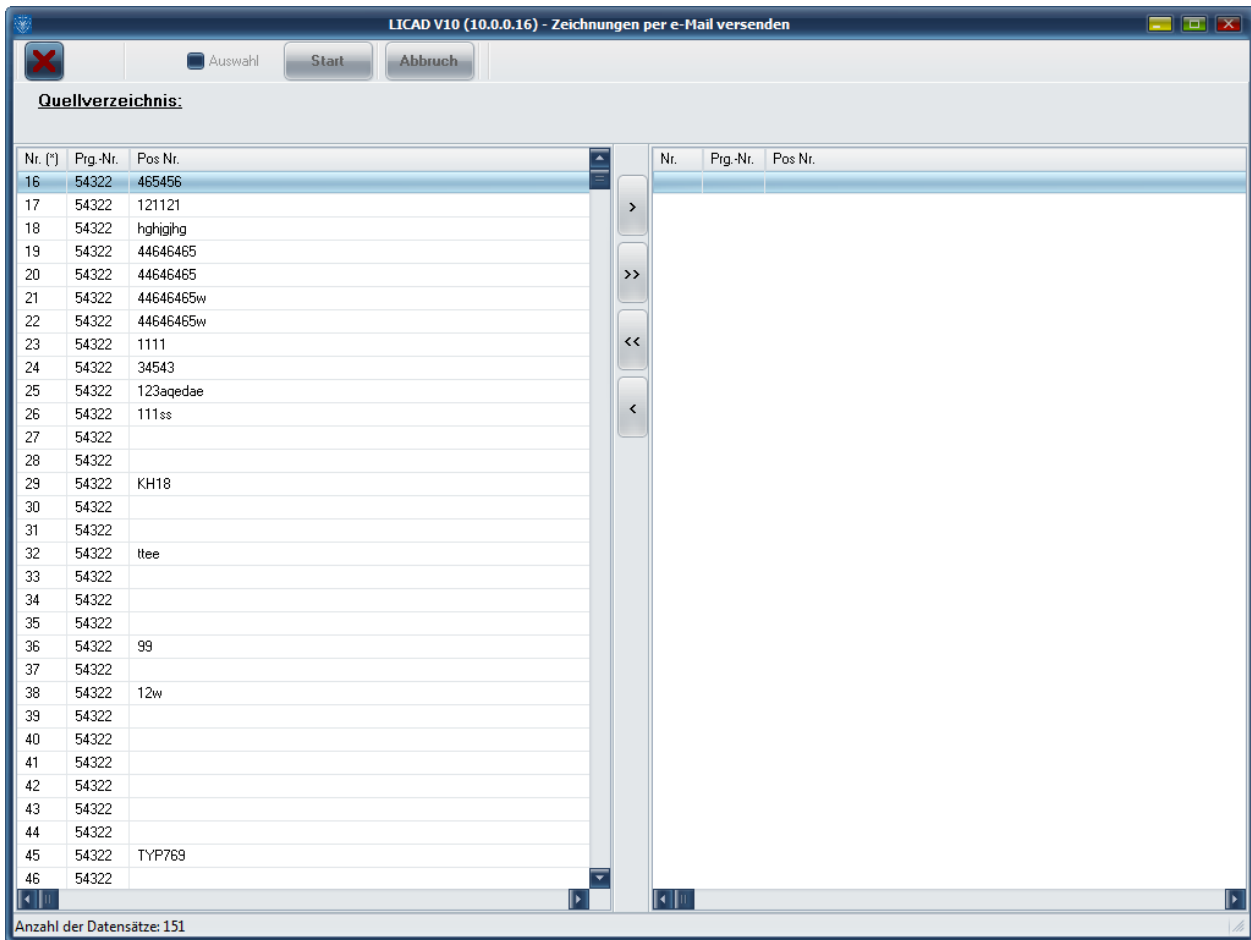 LICAD V10 (10.0.0.16) - Zeichnungen per e-Mail versenden
Auswahl Start Abbruch
Quellverzeichnis:
Nr. (*) Prg.-Nr. Pos Nr. Nr. Prg.-Nr. Pos Nr.
16 54322 465456
17 54322 121121 >
18 54322 hghjgjhg
19 54322 44646465
20 54322 44646465 >>
21 54322 44646465w
22 54322 44646465w
23 54322 1111 <<
24 54322 34543
25 54322 123aqedae
26 54322 111ss <
27 54322
28 54322
29 54322 KH18
30 54322
31 54322
32 54322 ttee
33 54322
34 54322
35 54322
36 54322 99
37 54322
38 54322 12w
39 54322
40 54322
41 54322
42 54322
43 54322
44 54322
45 54322 TYP769
46 54322
Anzahl der Datensätze: 151